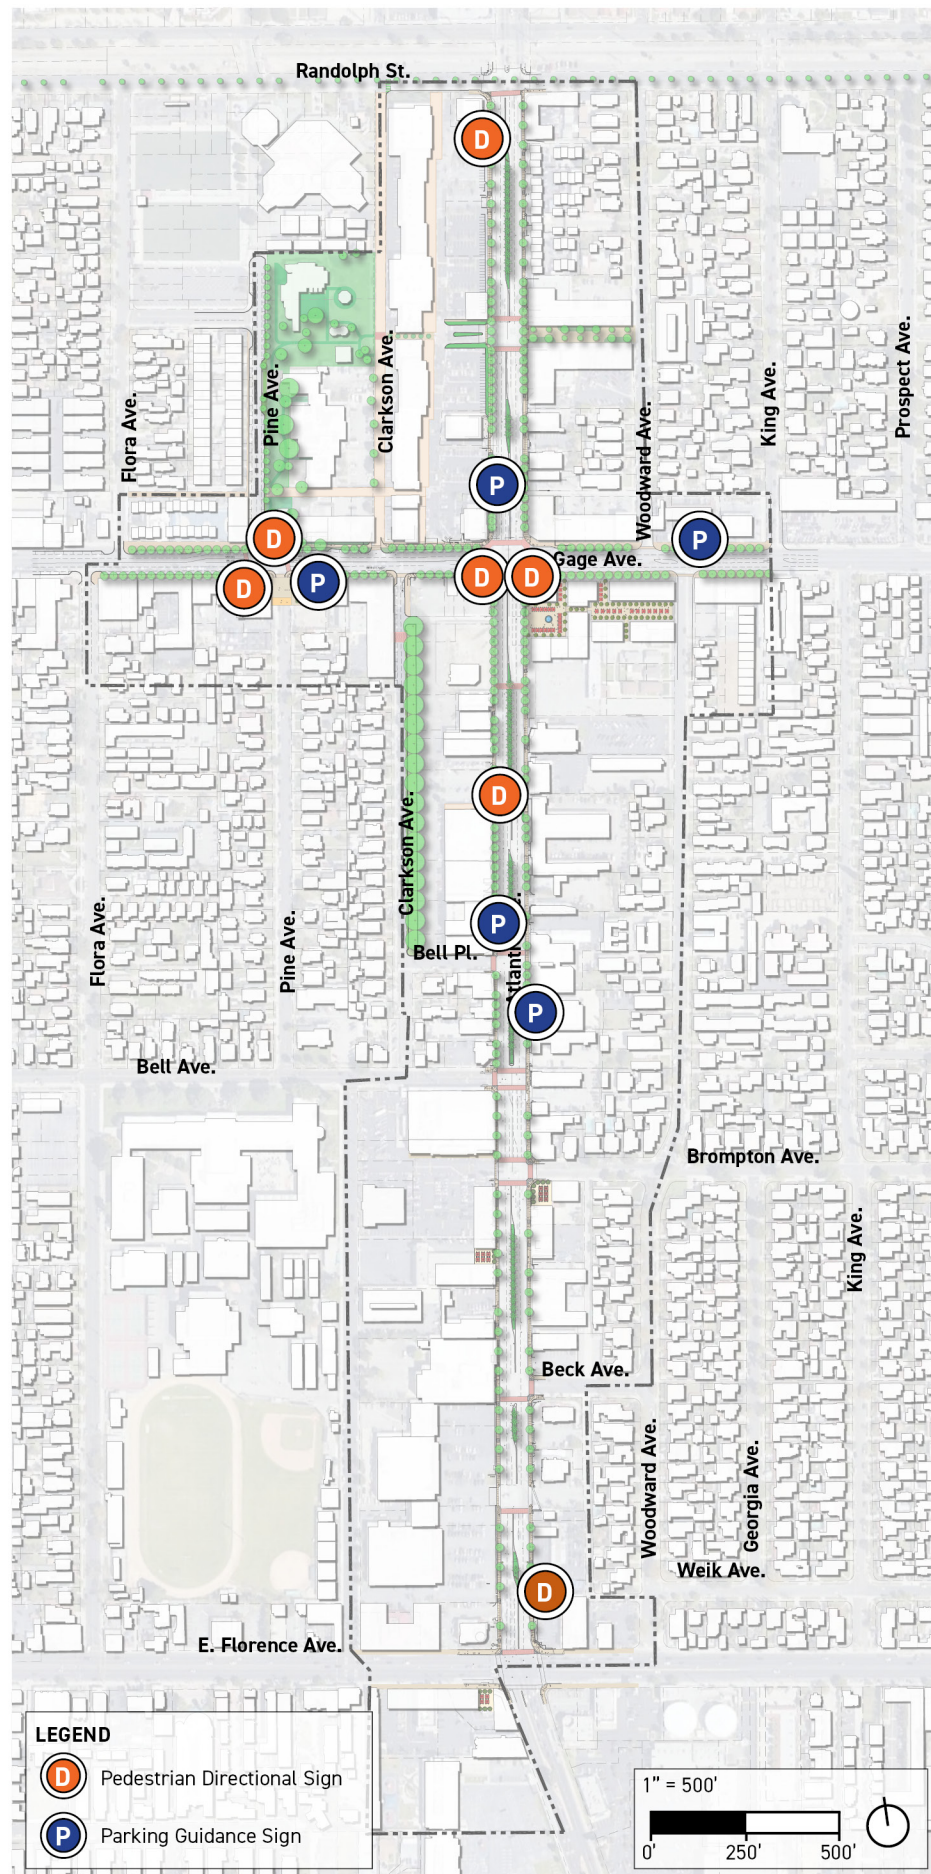 Randolph St.
D
Prospect Ave.
Clarkson Ave.
Pine Ave.
King Ave.
Flora Ave.
Woodward Ave.
P
D
P
Gage Ave.
D
D
P
D
D
Clarkson Ave.
Flora Ave.
Pine Ave.
P
Bell Pl.
P
Bell Ave.
Brompton Ave.
King Ave.
Beck Ave.
Woodward Ave.
Georgia Ave.
Weik Ave.
D
E. Florence Ave.
LEGEND
D Pedestrian Directional Sign
P Parking Guidance Sign
1" = 500'
0' 250' 500'